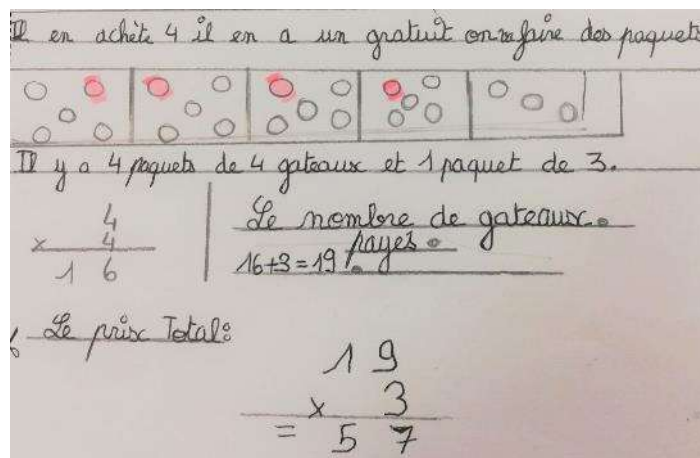 Il en achète 4 il en a un gratuit on va faire des paquets
Il y a 4 paquets de 4 gateaux et 1 paquet de 3.
4
x 4
1 6
Le nombre de gateaux.
payés.
16+3=19
Le prix Total:
1 9
x 3
= 5 7